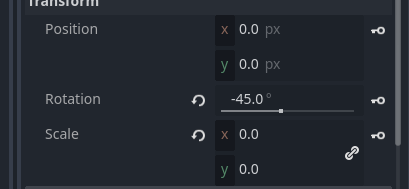 Transform
Position x 0.0 px
y 0.0 px
Rotation -45.0 °
Scale x 0.0
y 0.0